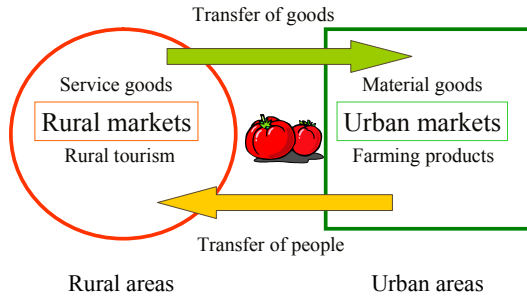 Transfer of goods
Service goods
Rural markets
Rural tourism
Material goods
Urban markets
Farming products
Transfer of people
Rural areas
Urban areas